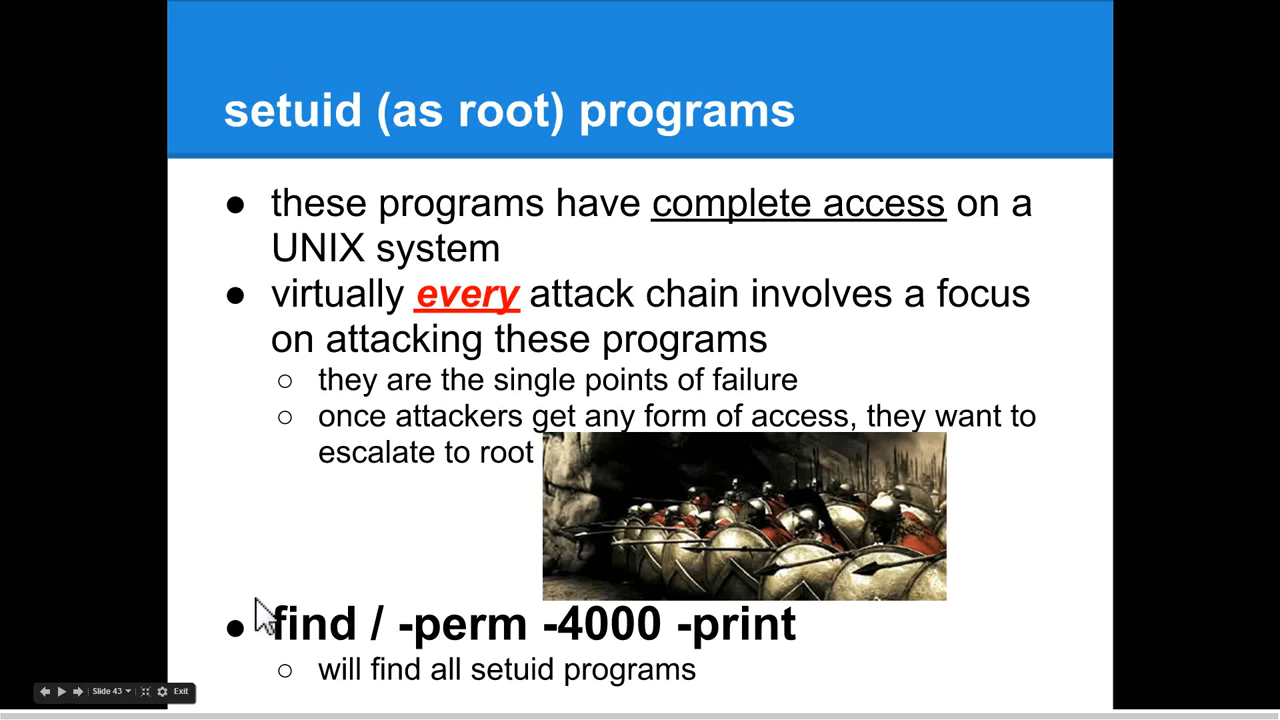 setuid (as root) programs
● these programs have complete access on a
UNIX system
● virtually every attack chain involves a focus
on attacking these programs
○ they are the single points of failure
○ once attackers get any form of access, they want to
escalate to root
● find / -perm -4000 -print
○ will find all setuid programs
Slide 43 Exit